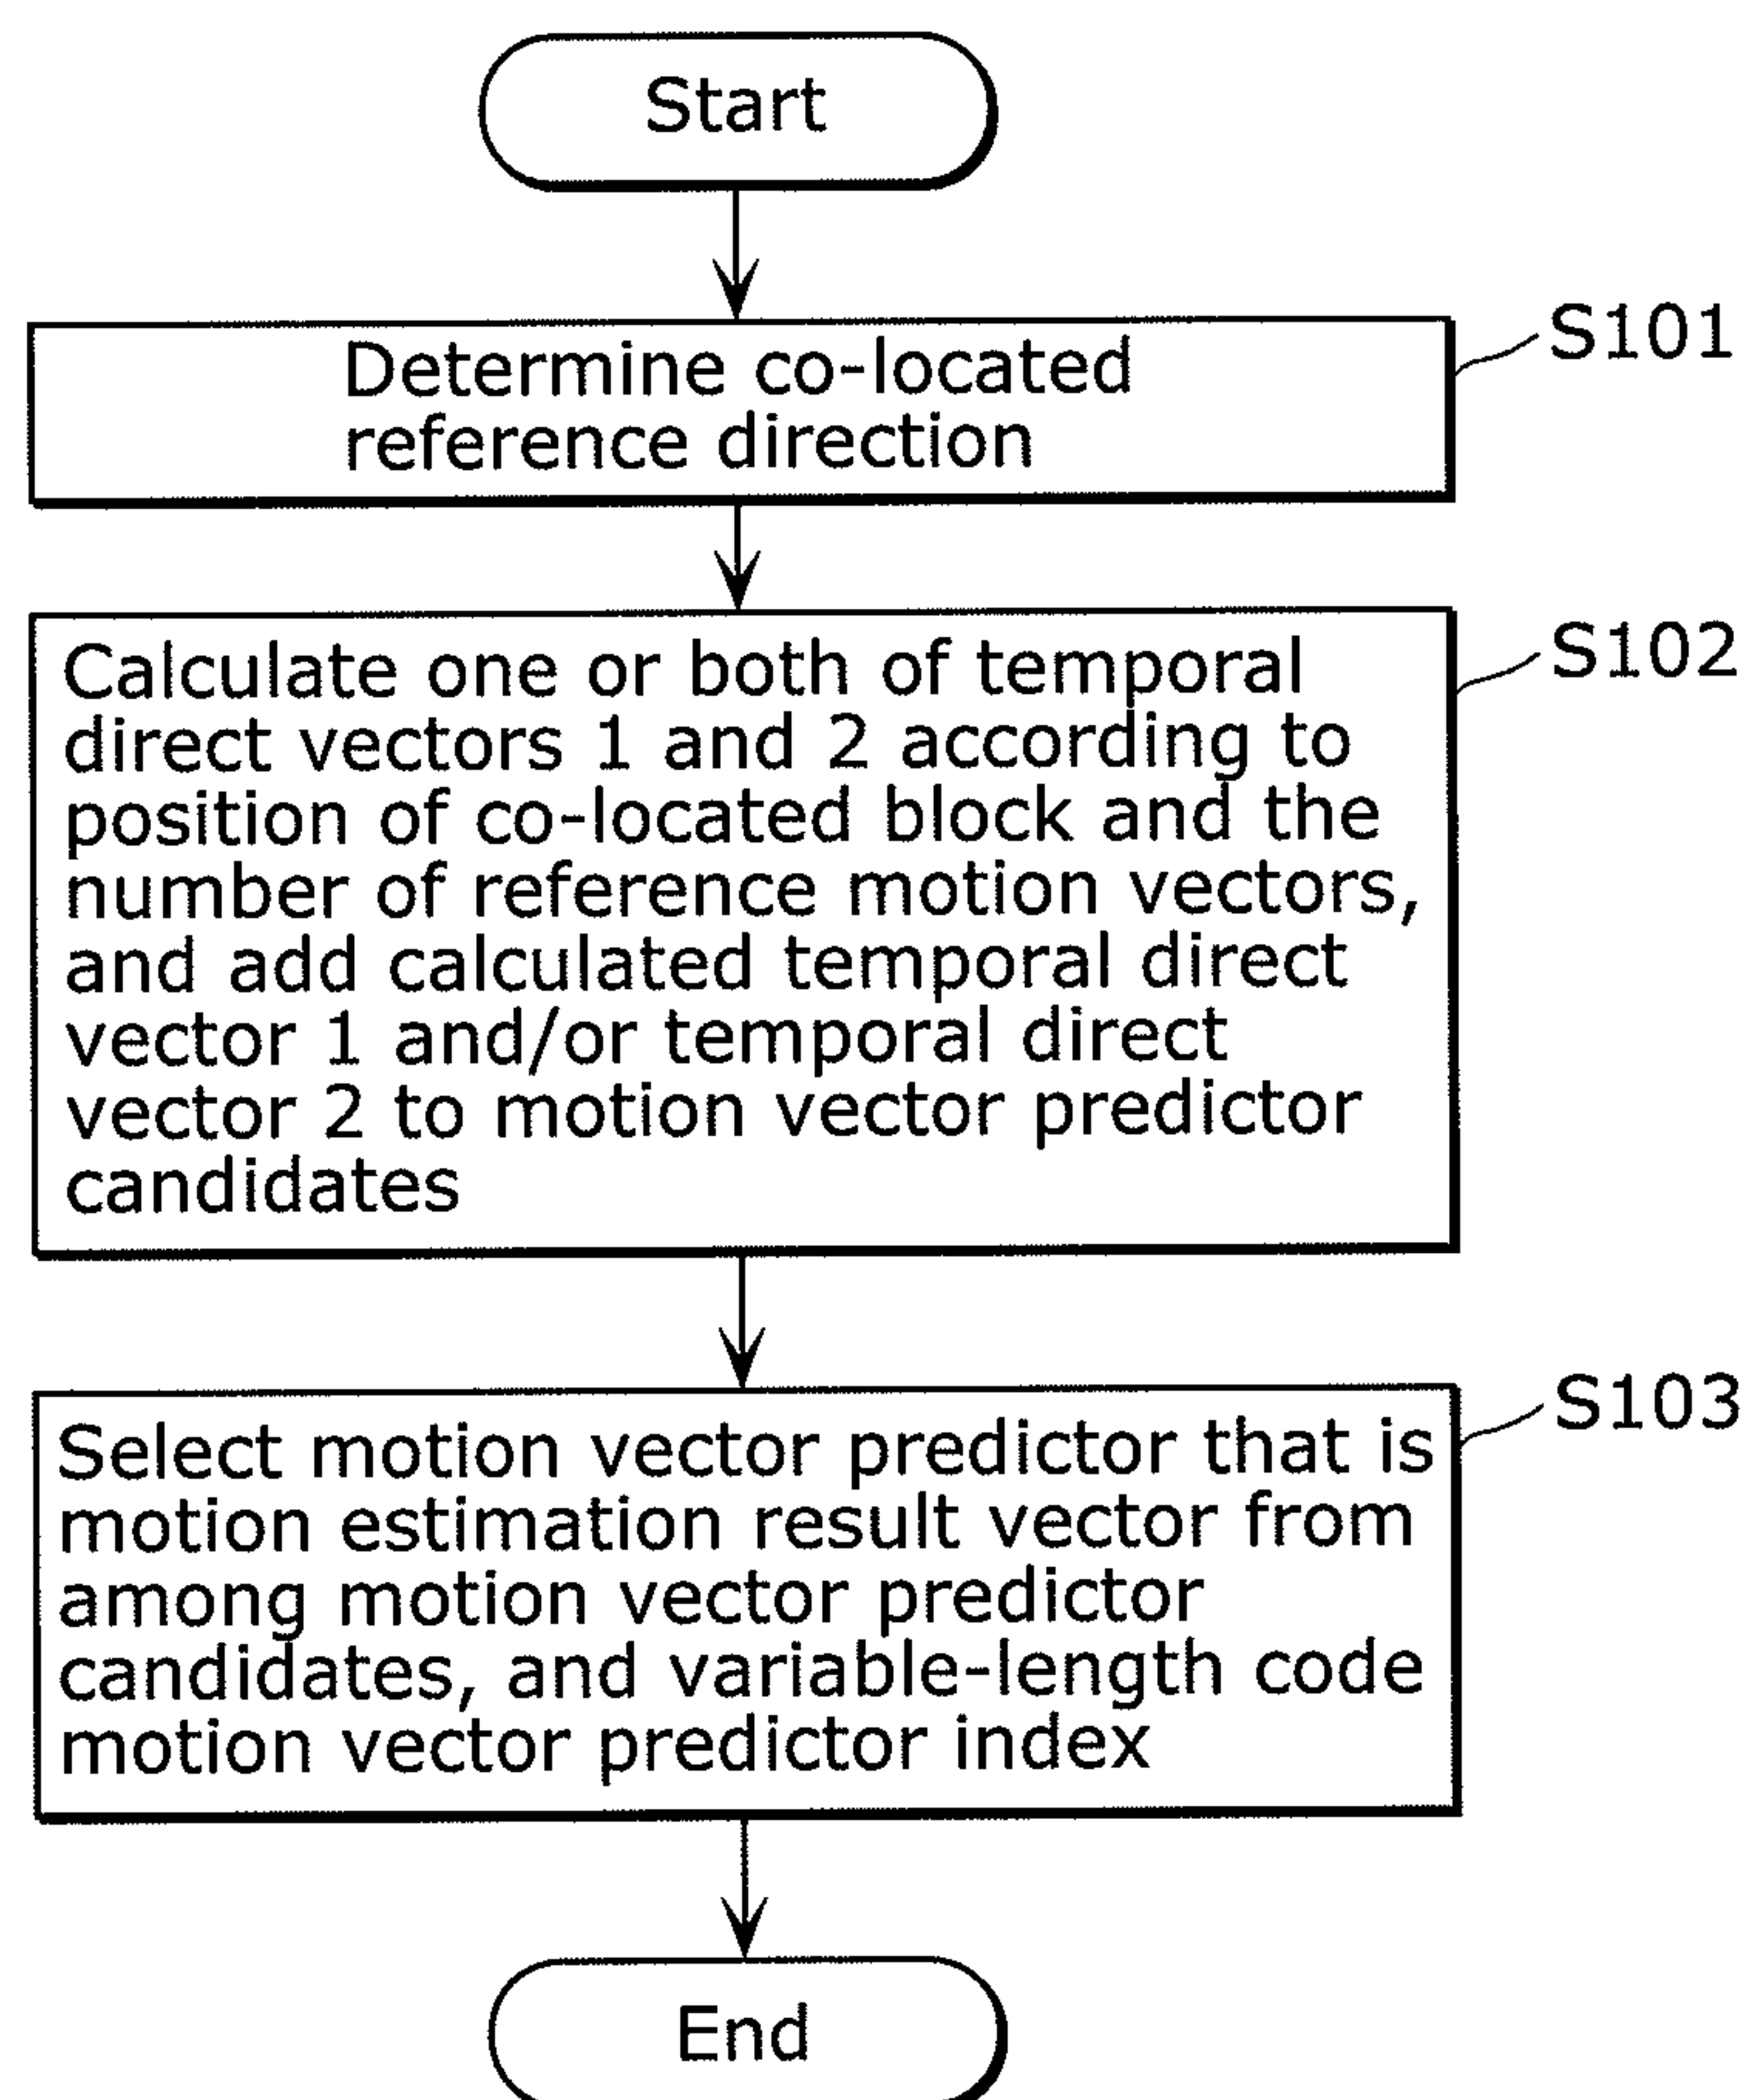 Start
Determine co-located
reference direction
S101
Calculate one or both of temporal
direct vectors 1 and 2 according to
position of co-located block and the
number of reference motion vectors,
and add calculated temporal direct
vector 1 and/or temporal direct
vector 2 to motion vector predictor
candidates
S102
Select motion vector predictor that is
motion estimation result vector from
among motion vector predictor
candidates, and variable-length code
motion vector predictor index
S103
End